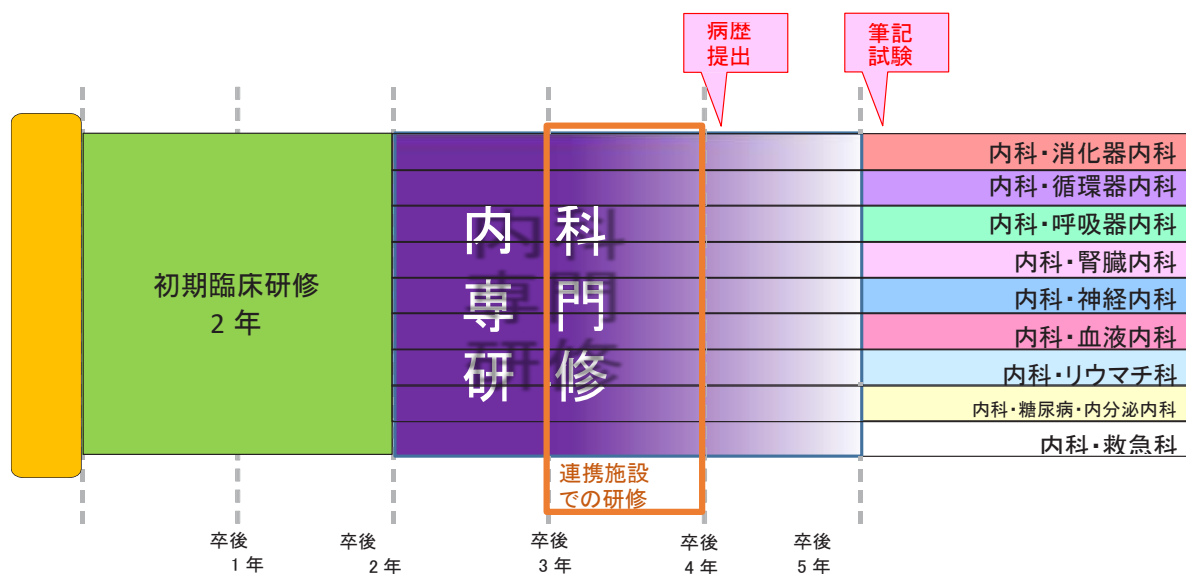 病歴
提出
筆記
試験
初期臨床研修
2 年
内 科
専 門
研 修
連携施設
での研修
内科・消化器内科
内科・循環器内科
内科・呼吸器内科
内科・腎臓内科
内科・神経内科
内科・血液内科
内科・リウマチ科
内科・糖尿病・内分泌内科
内科・救急科
卒後
1 年
卒後
2 年
卒後
3 年
卒後
4 年
卒後
5 年